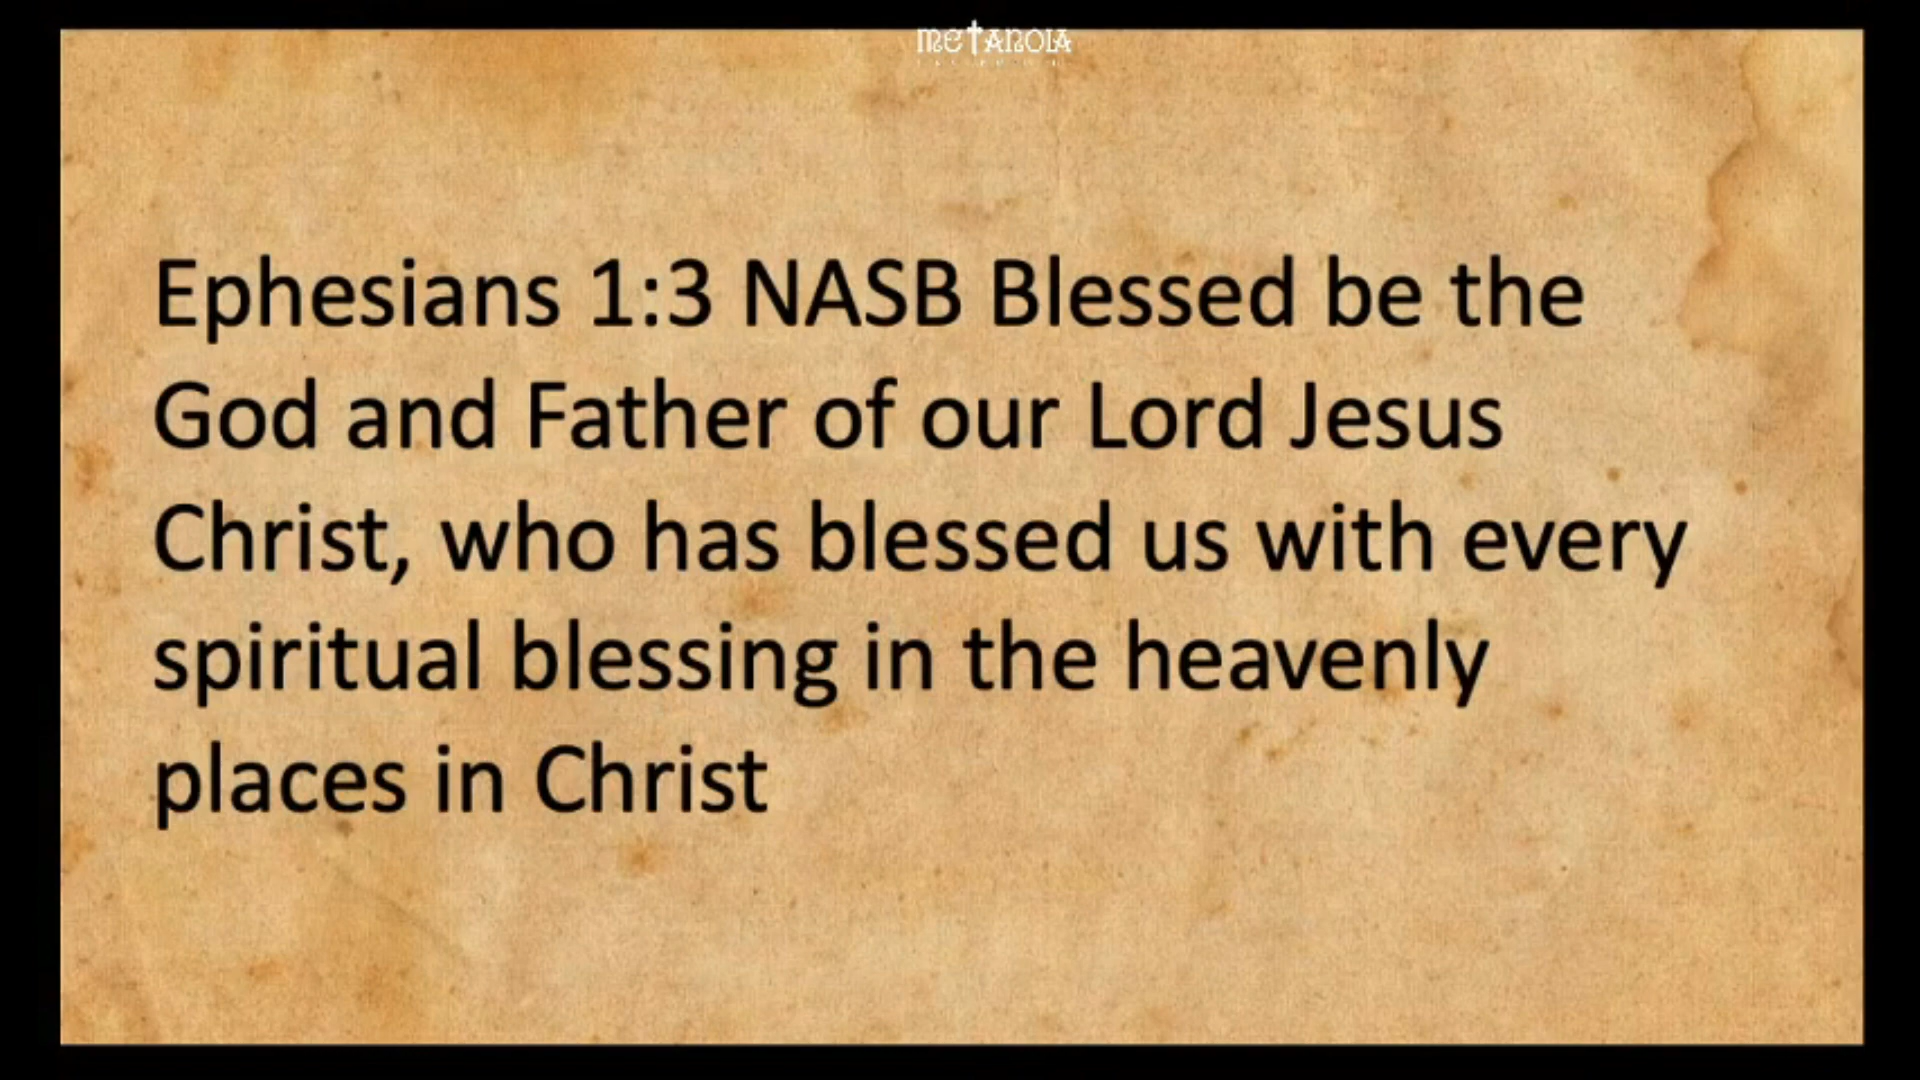 METANOIA
Ephesians 1:3 NASB Blessed be the
God and Father of our Lord Jesus
Christ, who has blessed us with every
spiritual blessing in the heavenly
places in Christ